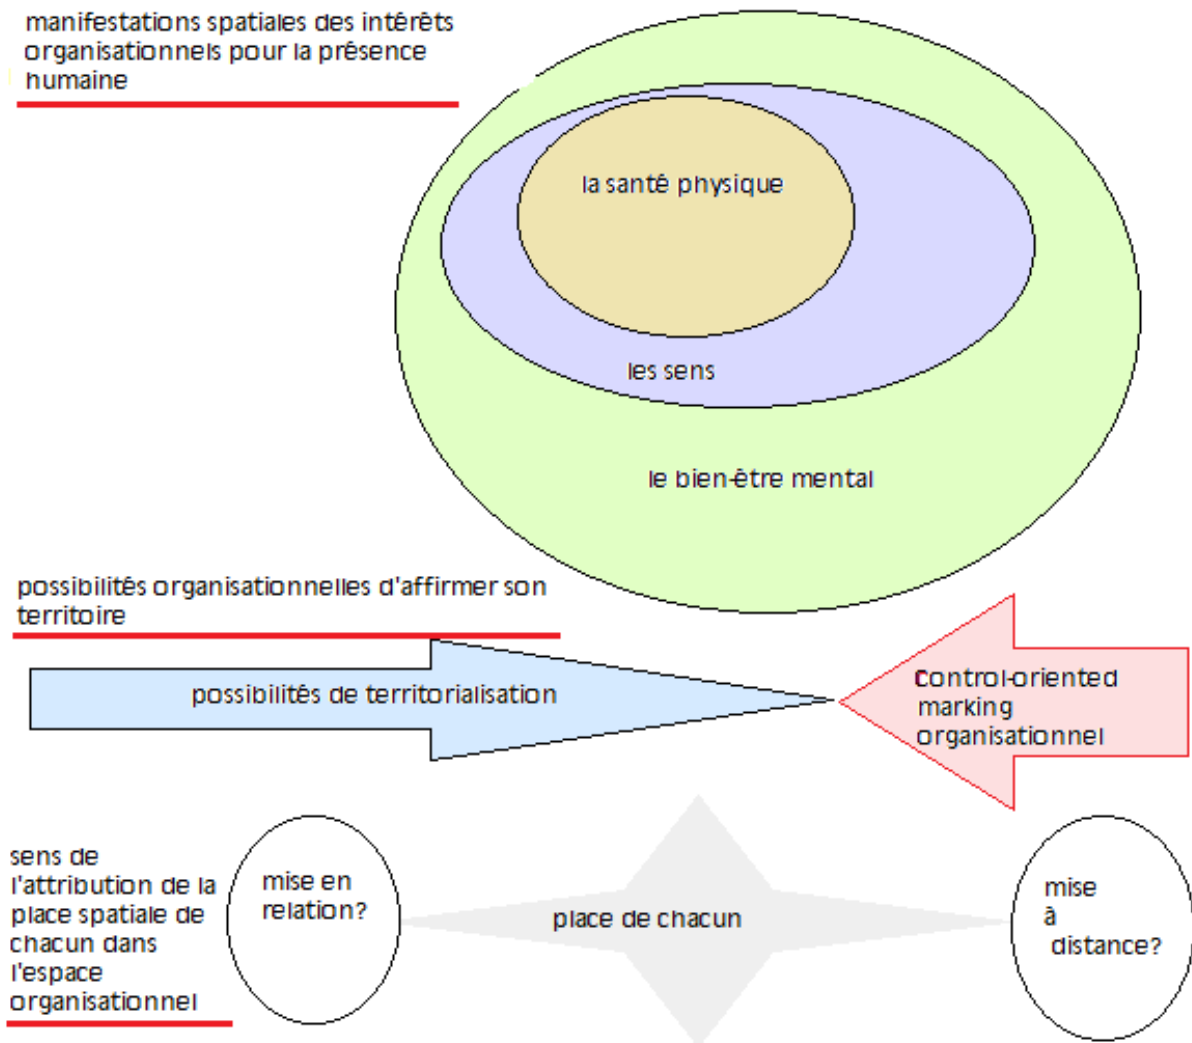 manifestations spatiales des intérêts
organisationnels pour la présence
humaine
la santé physique
les sens
le bien-être mental
possibilités organisationnelles d'affirmer son
territoire
possibilités de territorialisation
Control-oriented
marking
organisationnel
sens de
l'attribution de la
place spatiale de
chacun dans
l'espace
organisationnel
mise en
relation?
place de chacun
mise
à
distance?